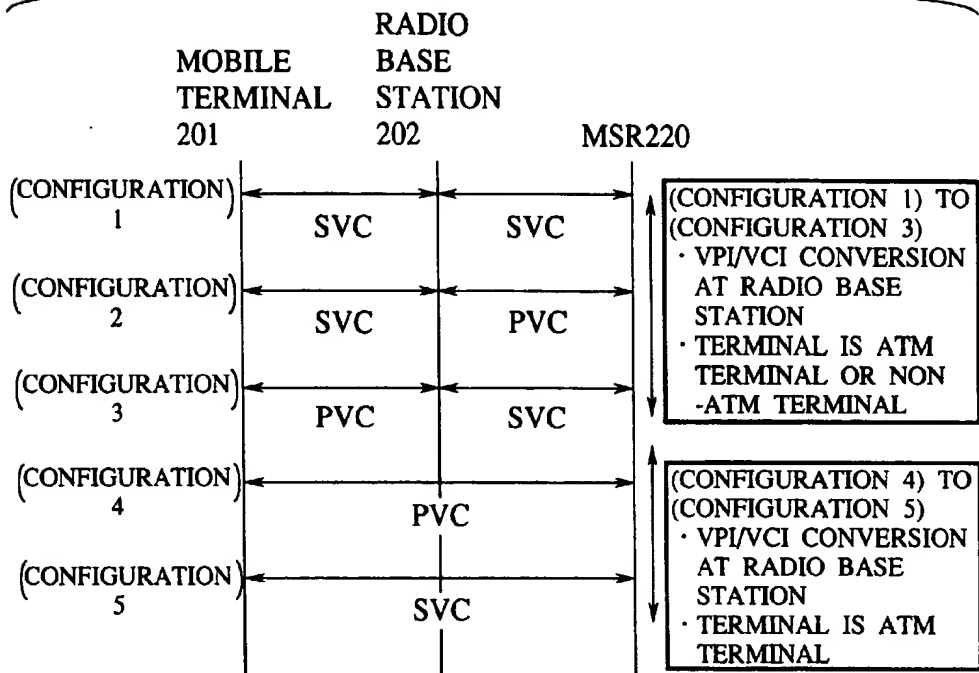 MOBILE
TERMINAL
201
RADIO
BASE
STATION
202
MSR220
(CONFIGURATION)
1
SVC
SVC
(CONFIGURATION)
2
SVC
PVC
(CONFIGURATION)
3
PVC
SVC
(CONFIGURATION)
4
PVC
(CONFIGURATION)
5
SVC
(CONFIGURATION 1) TO
(CONFIGURATION 3)
· VPI/VCI CONVERSION
AT RADIO BASE
STATION
· TERMINAL IS ATM
TERMINAL OR NON
-ATM TERMINAL
(CONFIGURATION 4) TO
(CONFIGURATION 5)
· VPI/VCI CONVERSION
AT RADIO BASE
STATION
· TERMINAL IS ATM
TERMINAL